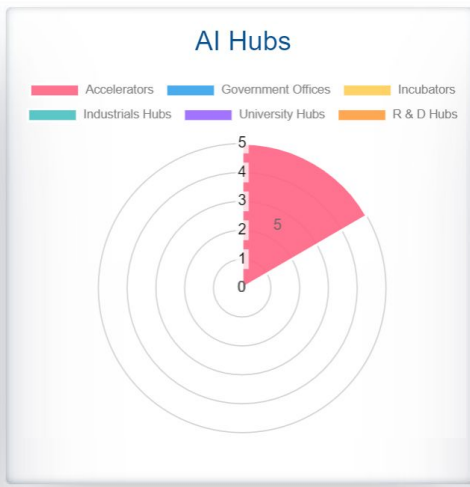 AI Hubs
Accelerators Government Offices Incubators
Industrials Hubs University Hubs R & D Hubs
5
4
3
5
2
1
0